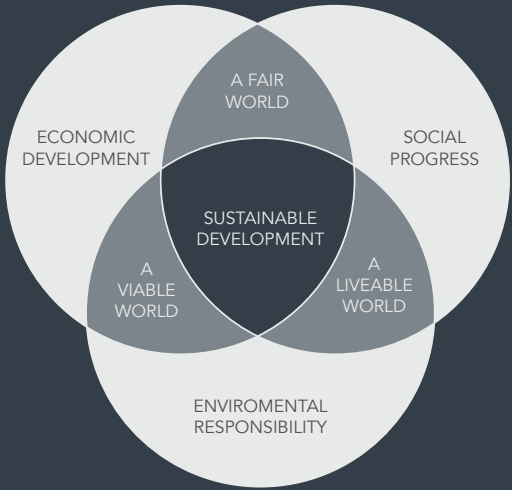 A FAIR
WORLD
ECONOMIC
DEVELOPMENT
SOCIAL
PROGRESS
SUSTAINABLE
DEVELOPMENT
A
VIABLE
WORLD
A
LIVEABLE
WORLD
ENVIROMENTAL
RESPONSIBILITY